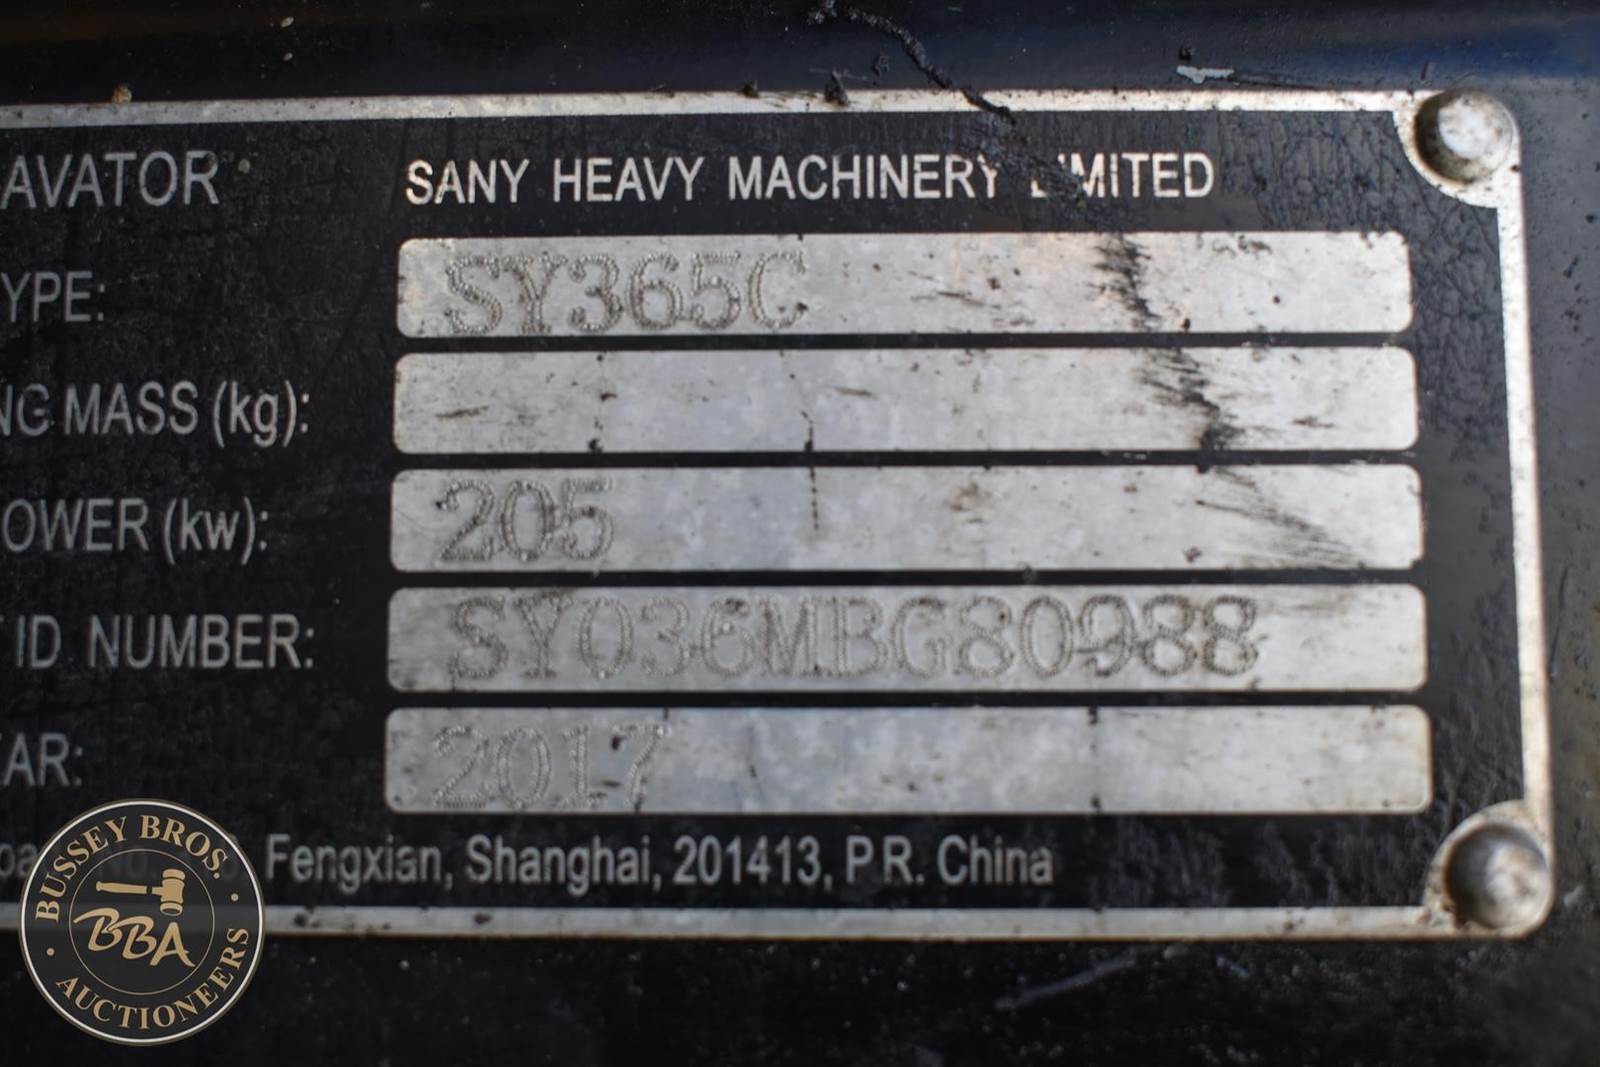 AVATOR SANY HEAVY MACHINERY LIMITED
YPE: SY365C
NG MASS (kg):
OWER (kw): 205
ID NUMBER: SY036MBG80988
AR: 2017
Fengxian, Shanghai, 201413, P.R. China
BUSSEY BROS.
BBA
AUCTIONEERS